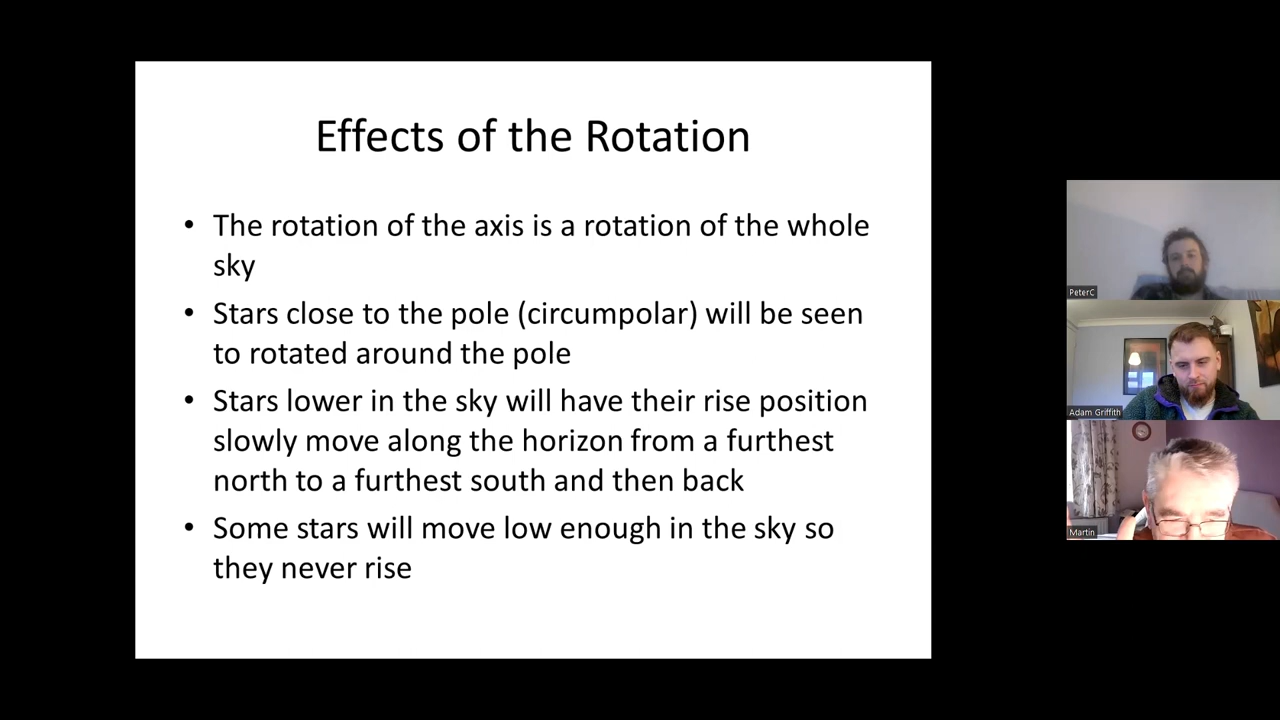 Effects of the Rotation
• The rotation of the axis is a rotation of the whole
sky
• Stars close to the pole (circumpolar) will be seen
to rotated around the pole
• Stars lower in the sky will have their rise position
slowly move along the horizon from a furthest
north to a furthest south and then back
• Some stars will move low enough in the sky so
they never rise
PeterC
Adam Griffith
Martin